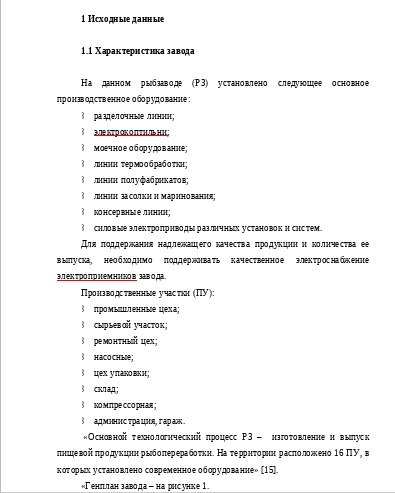 1 Исходные данные
1.1 Характеристика завода
На данном рыбзаводе (РЗ) установлено следующее основное
производственное оборудование:
⌇ разделочные линии;
⌇ электрокоптильни;
⌇ моечное оборудование;
⌇ линии термообработки;
⌇ линии полуфабрикатов;
⌇ линии засолки и маринования;
⌇ консервные линии;
⌇ силовые электроприводы различных установок и систем.
Для поддержания надлежащего качества продукции и количества ее
выпуска, необходимо поддерживать качественное электроснабжение
электроприемников завода.
Производственные участки (ПУ):
⌇ промышленные цеха;
⌇ сырьевой участок;
⌇ ремонтный цех;
⌇ насосные;
⌇ цех упаковки;
⌇ склад;
⌇ компрессорная;
⌇ администрация, гараж.
«Основной технологический процесс РЗ – изготовление и выпуск
пищевой продукции рыбопереработки. На территории расположено 16 ПУ, в
которых установлено современное оборудование» [15].
«Генплан завода – на рисунке 1.